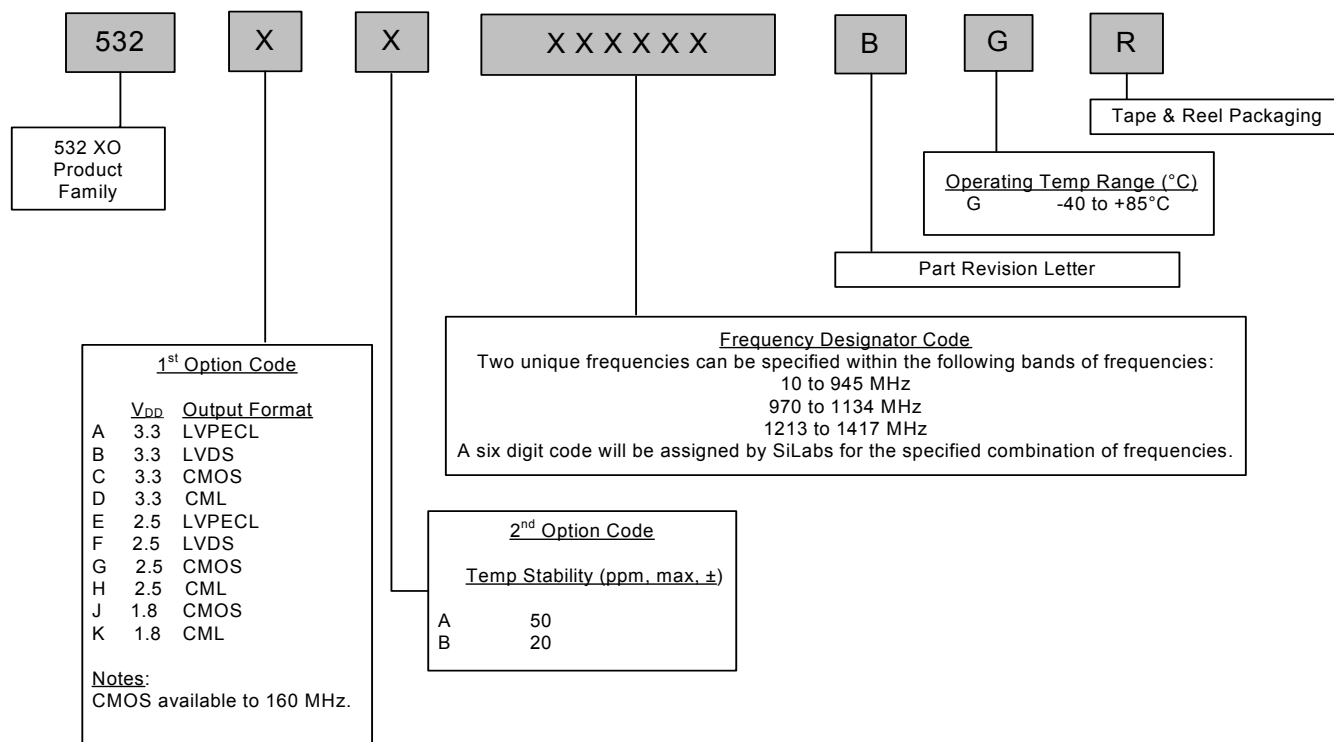 532 X X X X X X X X B G R
532 XO
Product
Family
Tape & Reel Packaging
Operating Temp Range (°C)
G -40 to +85°C
Part Revision Letter
Frequency Designator Code
Two unique frequencies can be specified within the following bands of frequencies:
10 to 945 MHz
970 to 1134 MHz
1213 to 1417 MHz
A six digit code will be assigned by SiLabs for the specified combination of frequencies.
1st Option Code
VDD Output Format
A 3.3 LVPECL
B 3.3 LVDS
C 3.3 CMOS
D 3.3 CML
E 2.5 LVPECL
F 2.5 LVDS
G 2.5 CMOS
H 2.5 CML
J 1.8 CMOS
K 1.8 CML
Notes:
CMOS available to 160 MHz.
2nd Option Code
Temp Stability (ppm, max, ±)
A 50
B 20